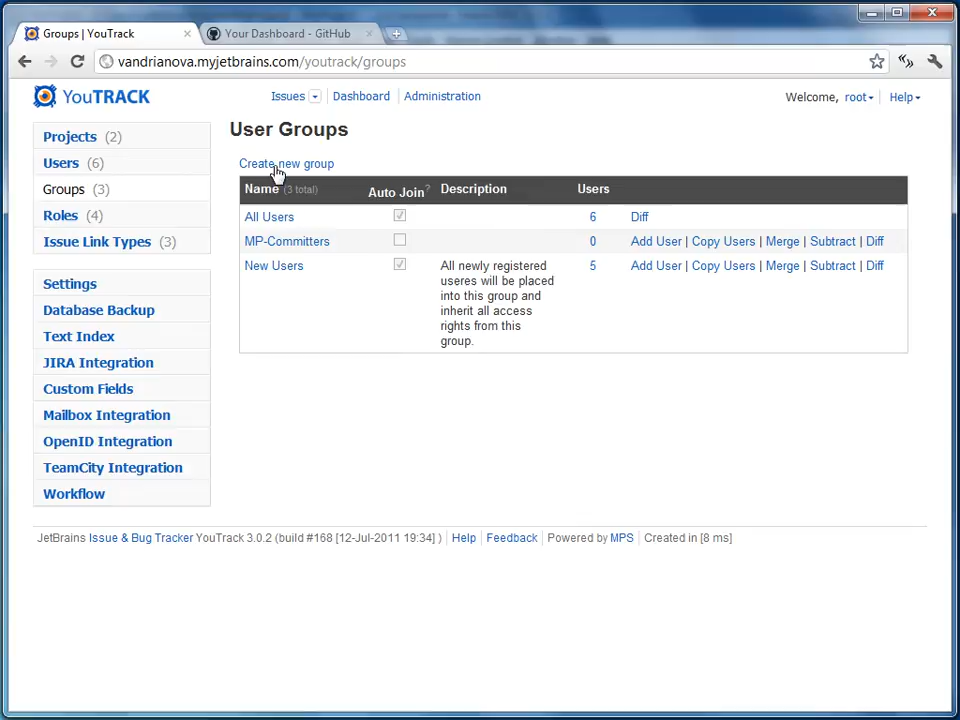 Groups | YouTrack
Your Dashboard - GitHub
vandrianova.myjetbrains.com/youtrack/groups
YouTRACK
Issues
Dashboard
Administration
Welcome, root
Help
Projects (2)
Users (6)
Groups (3)
Roles (4)
Issue Link Types (3)
Settings
Database Backup
Text Index
JIRA Integration
Custom Fields
Mailbox Integration
OpenID Integration
TeamCity Integration
Workflow
User Groups
Create new group
Name (3 total) Auto Join? Description Users
All Users 6 Diff
MP-Committers 0 Add User | Copy Users | Merge | Subtract | Diff
New Users 5 Add User | Copy Users | Merge | Subtract | Diff
All newly registered
useres will be placed
into this group and
inherit all access
rights from this
group.
JetBrains Issue & Bug Tracker YouTrack 3.0.2 (build #168 [12-Jul-2011 19:34] ) | Help | Feedback | Powered by MPS | Created in [8 ms]